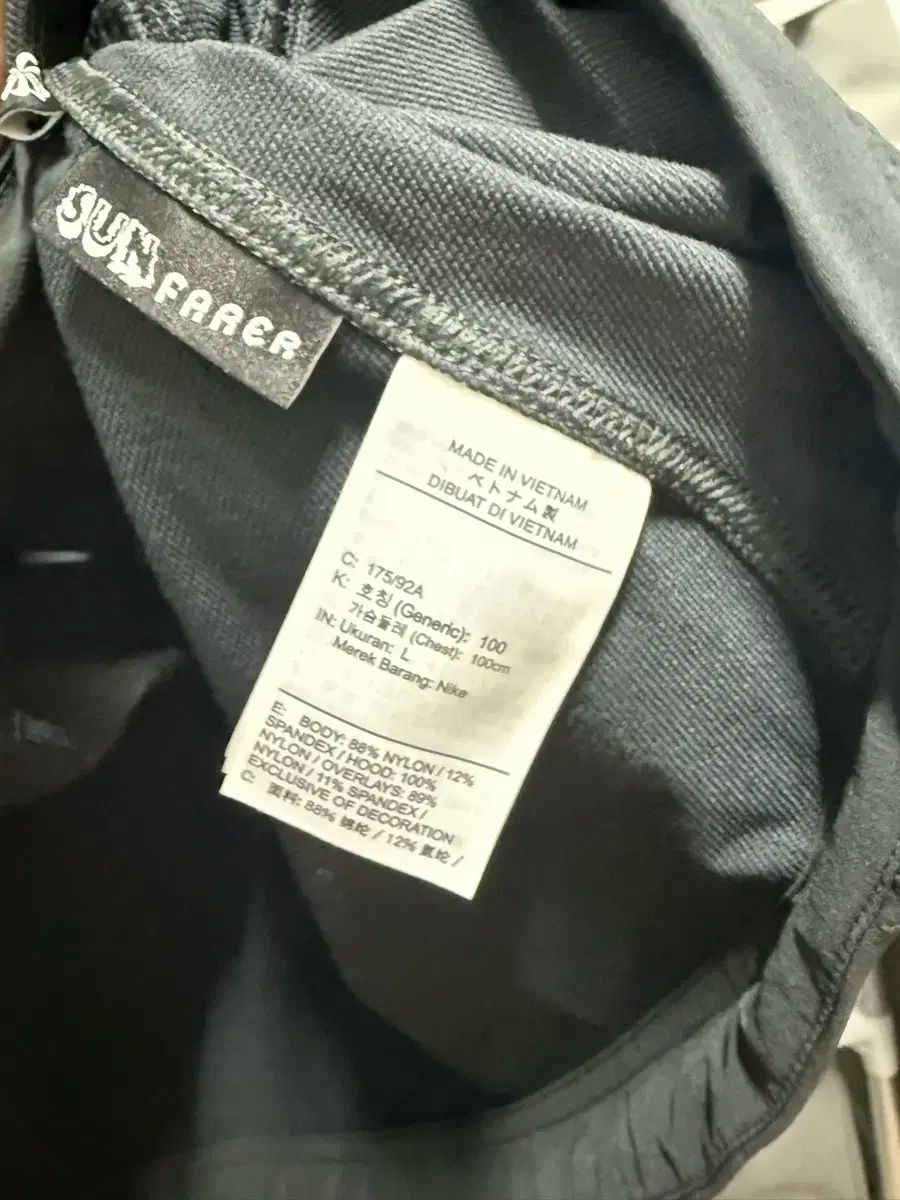 SUN FARER
MADE IN VIETNAM
ベトナム製
DIBUAT DI VIETNAM
C: 175/92A
K: 호칭 (Generic): 100
가슴둘레 (Chest): 100cm
IN: Ukuran: L
Merek Barang: Nike
E: BODY: 88% NYLON / 12%
SPANDEX / HOOD: 100%
NYLON / OVERLAYS: 89%
NYLON / 11% SPANDEX /
EXCLUSIVE OF DECORATION
C: 面料: 88% 锦纶 / 12% 氨纶 /